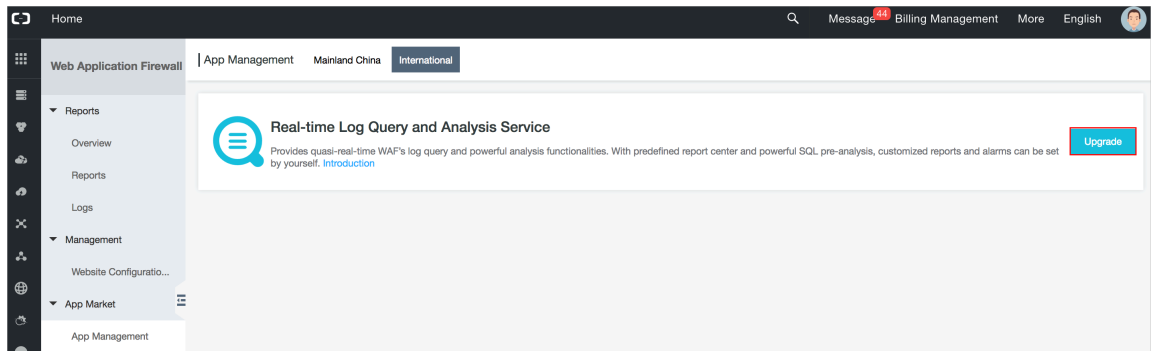 Home
Message 44 Billing Management More English
Web Application Firewall
App Management Mainland China International
Reports
Overview
Reports
Logs
Management
Website Configuratio...
App Market
App Management
Real-time Log Query and Analysis Service
Provides quasi-real-time WAF's log query and powerful analysis functionalities. With predefined report center and powerful SQL pre-analysis, customized reports and alarms can be set
by yourself. Introduction
Upgrade